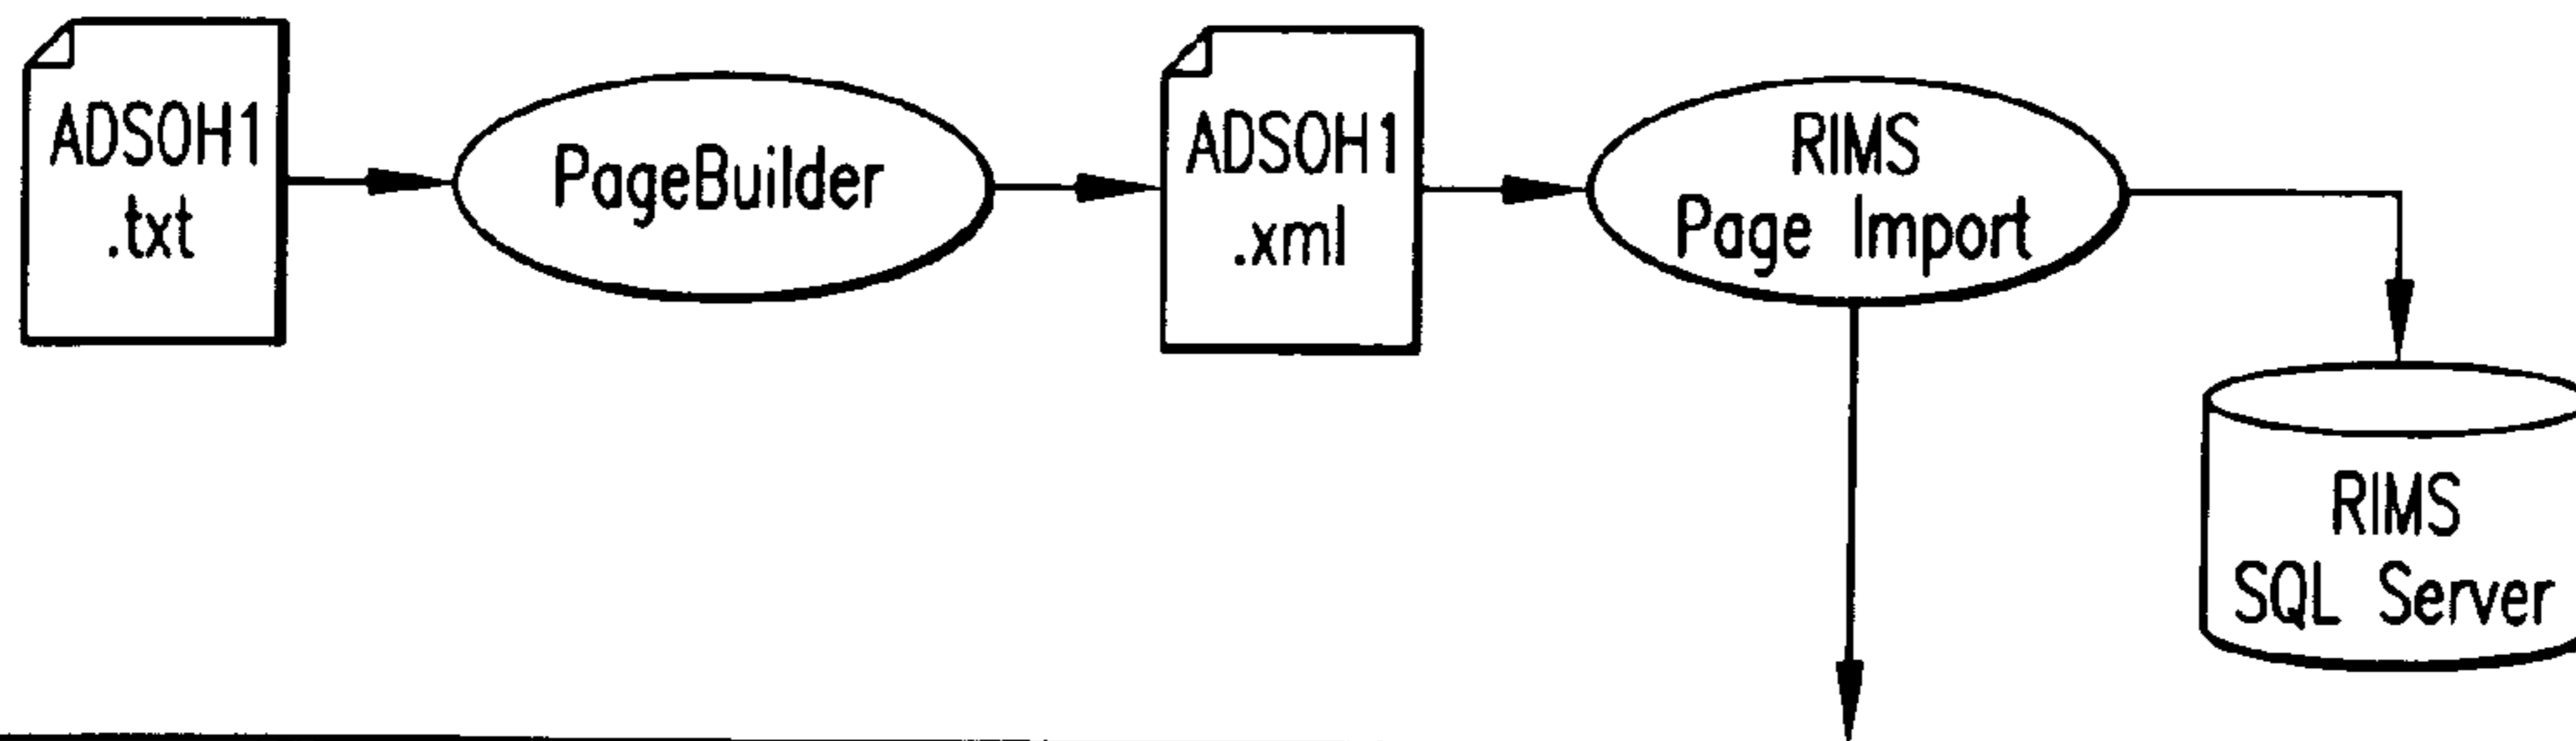 ADSOH1
.txt
PageBuilder
ADSOH1
.xml
RIMS
Page Import
RIMS
SQL Server